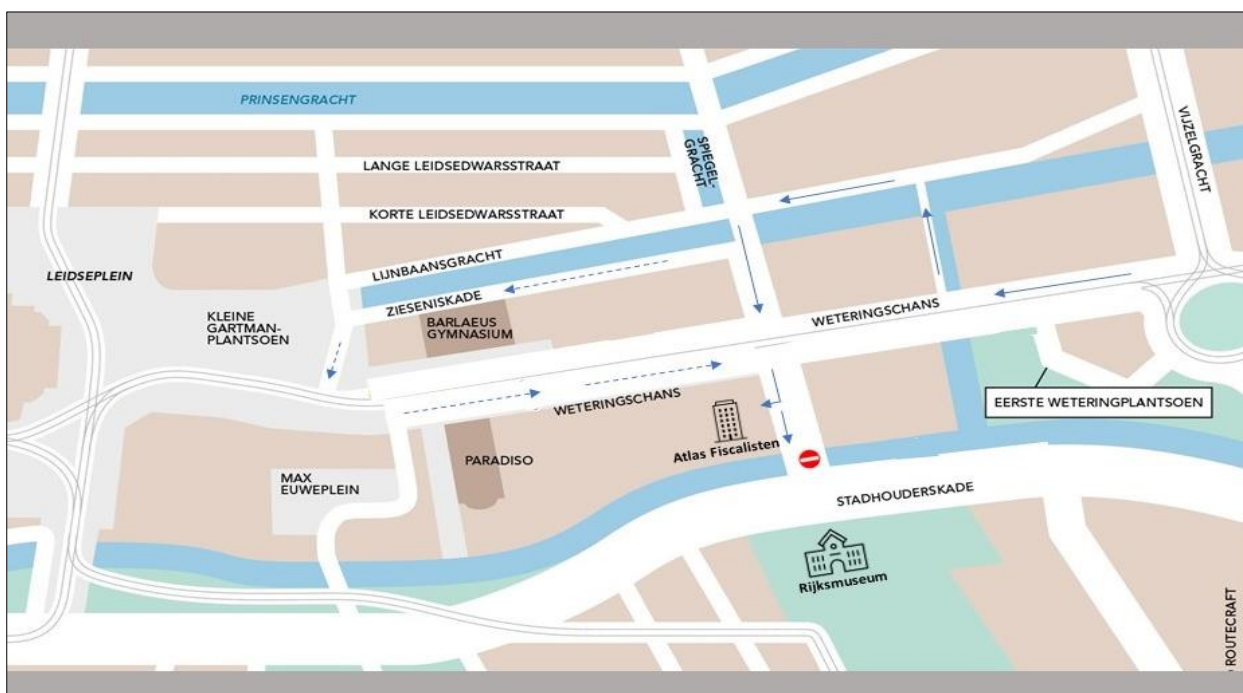 PRINSENGRACHT
SPIEGEL-
GRACHT
VIJZELGRACHT
LANGE LEIDSEDWARSSTRAAT
KORTE LEIDSEDWARSSTRAAT
LEIDSEPLEIN
LIJNBAANSGRACHT
ZIESENISKADE
KLEINE
GARTMAN-
PLANTSOEN
BARLAEUS
GYMNASIUM
WETERINGSCHANS
WETERINGSCHANS
EERSTE WETERINGPLANTSOEN
Atlas Fiscalisten
PARADISO
MAX
EUWEPLEIN
STADHOUDERSKADE
Rijksmuseum
ROUTECRAFT